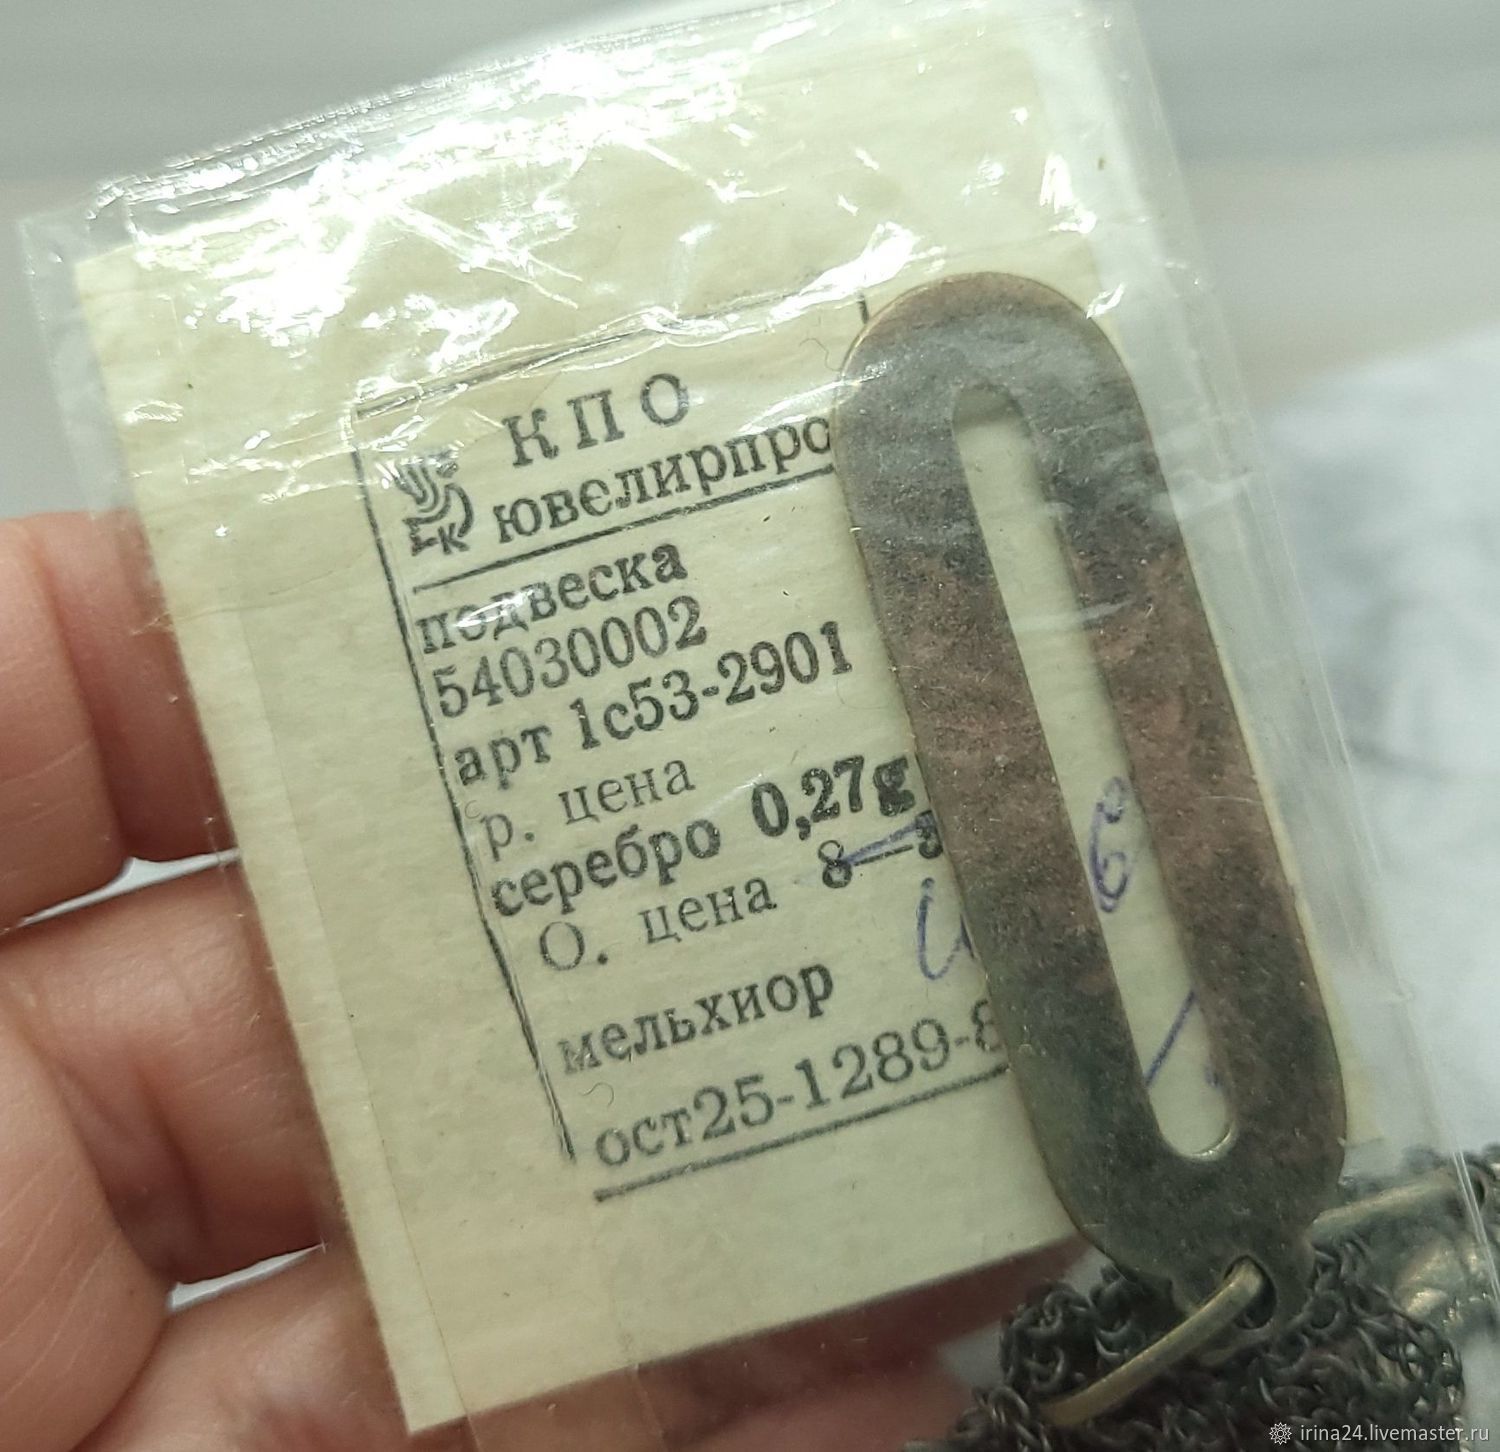 КПО
ювелирпро
ГК
подвеска
54030002
арт 1с53-2901
р. цена
серебро 0,27g
О. цена 8
мельхиор
ост25-1289-8
irina24.livemaster.ru